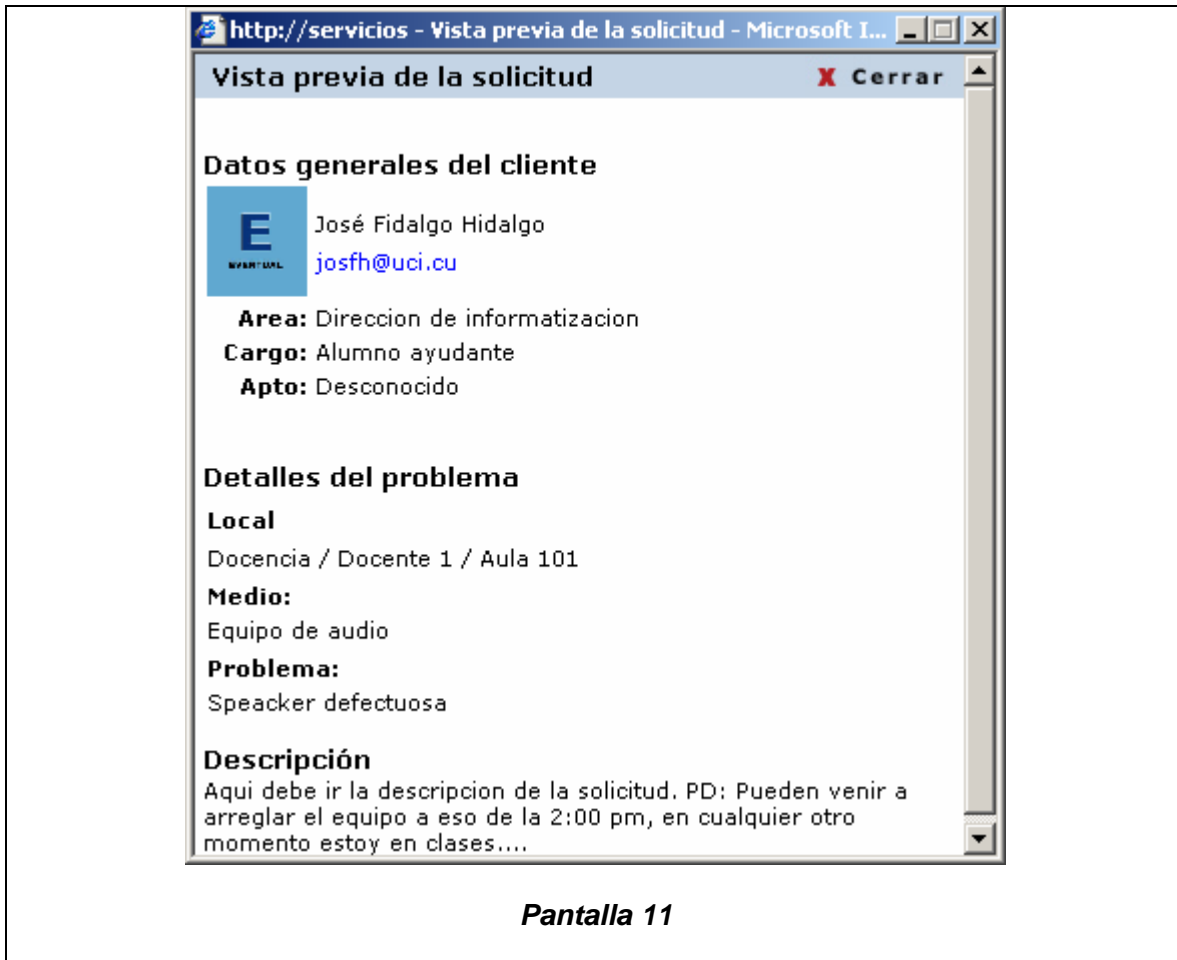 http://servicios - Vista previa de la solicitud - Microsoft I...
Vista previa de la solicitud X Cerrar
Datos generales del cliente
E
EVENTUAL
José Fidalgo Hidalgo
josfh@uci.cu
Area: Direccion de informatizacion
Cargo: Alumno ayudante
Apto: Desconocido
Detalles del problema
Local
Docencia / Docente 1 / Aula 101
Medio:
Equipo de audio
Problema:
Speacker defectuosa
Descripción
Aqui debe ir la descripcion de la solicitud. PD: Pueden venir a
arreglar el equipo a eso de la 2:00 pm, en cualquier otro
momento estoy en clases....
Pantalla 11